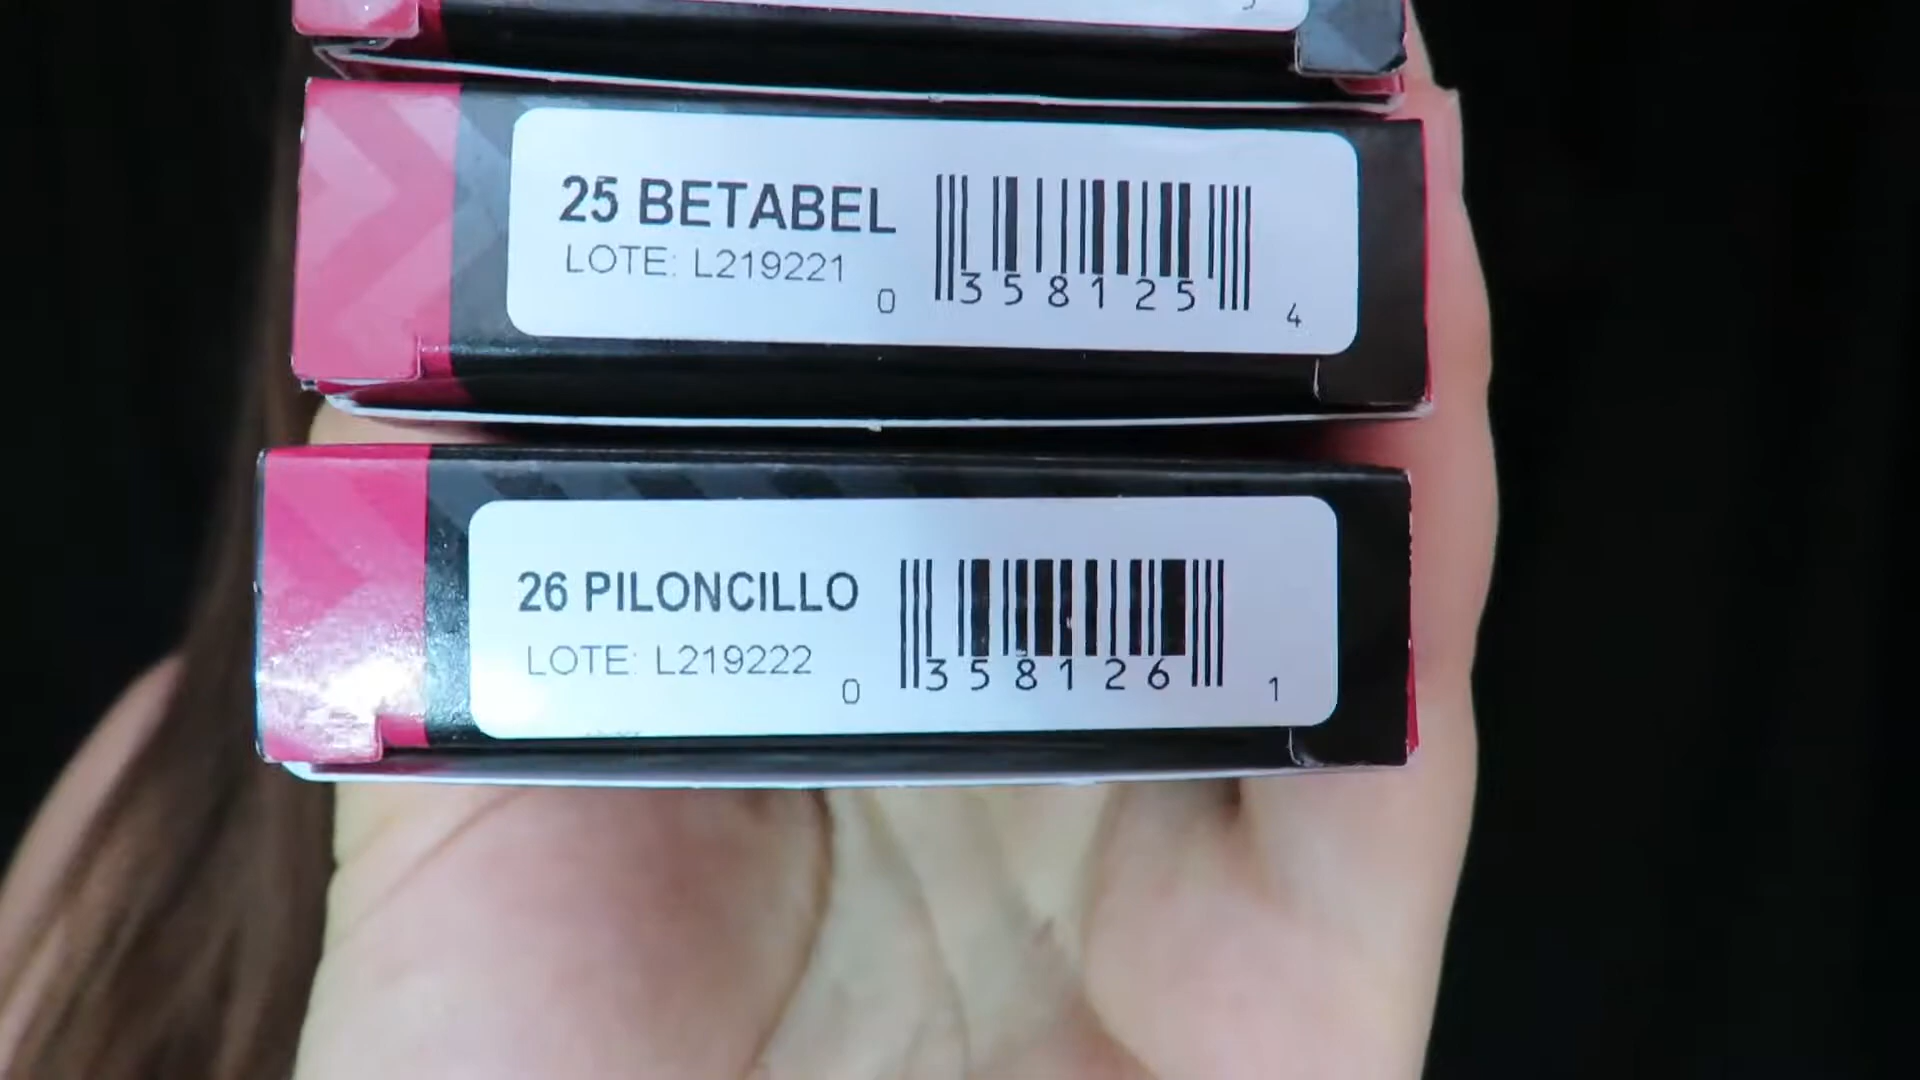 25 BETABEL
LOTE: L219221
0 358125 4
26 PILONCILLO
LOTE: L219222
0 358126 1